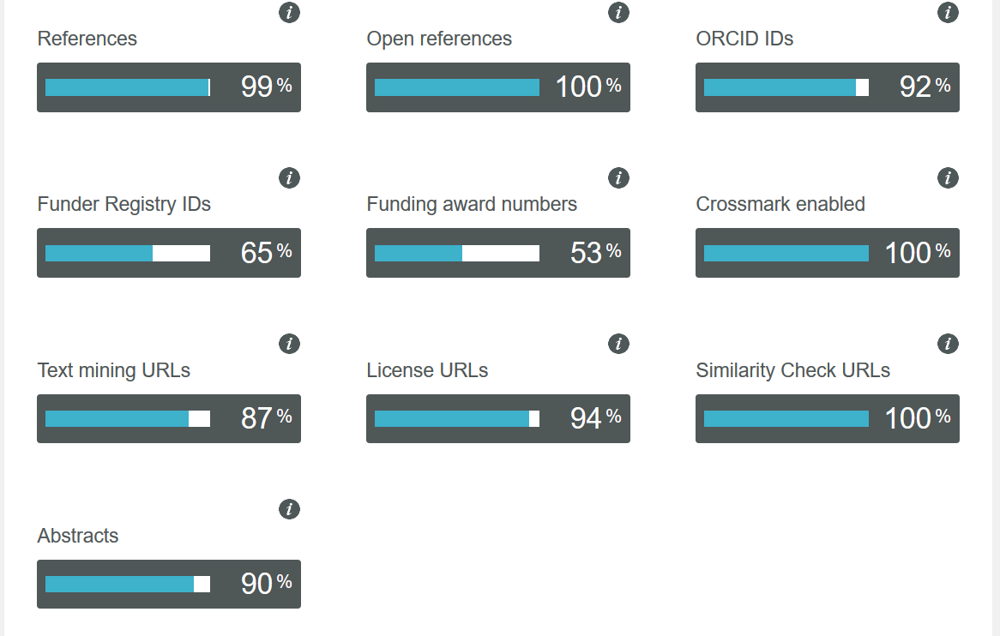 References
99 %
Open references
100 %
ORCID IDs
92 %
Funder Registry IDs
65 %
Funding award numbers
53 %
Crossmark enabled
100 %
Text mining URLs
87 %
License URLs
94 %
Similarity Check URLs
100 %
Abstracts
90 %